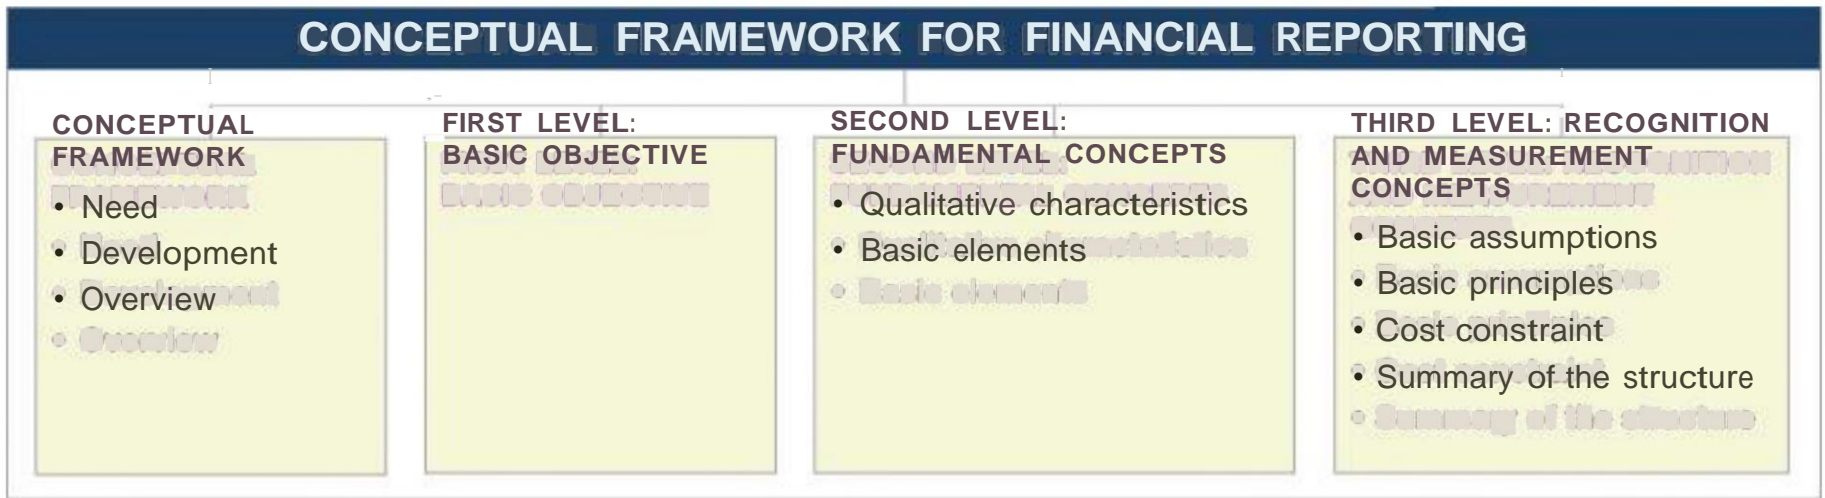 CONCEPTUAL FRAMEWORK FOR FINANCIAL REPORTING
CONCEPTUAL
FRAMEWORK
• Need
• Development
• Overview
FIRST LEVEL:
BASIC OBJECTIVE
SECOND LEVEL:
FUNDAMENTAL CONCEPTS
• Qualitative characteristics
• Basic elements
THIRD LEVEL: RECOGNITION
AND MEASUREMENT
CONCEPTS
• Basic assumptions
• Basic principles
• Cost constraint
• Summary of the structure